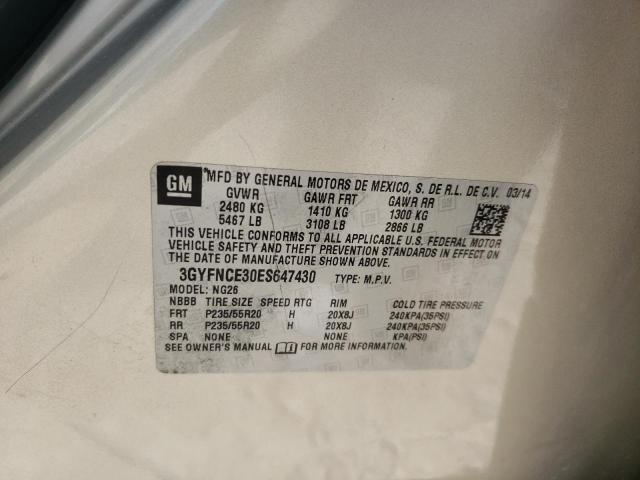 GM
MFD BY GENERAL MOTORS DE MEXICO, S. DE R.L. DE C.V. 03/14
GVWR GAWR FRT GAWR RR
2480 KG 1410 KG 1300 KG
5467 LB 3108 LB 2866 LB
THIS VEHICLE CONFORMS TO ALL APPLICABLE U.S. FEDERAL MOTOR
VEHICLE SAFETY AND THEFT PREVENTION STANDARDS IN EFFECT ON
THE DATE OF MANUFACTURE SHOWN ABOVE.
3GYFNCE30ES647430 TYPE: M.P.V.
MODEL: NG26
NBBB TIRE SIZE SPEED RTG RIM COLD TIRE PRESSURE
FRT P235/55R20 H 20X8J 240KPA(35PSI)
RR P235/55R20 H 20X8J 240KPA(35PSI)
SPA NONE NONE KPA(PSI)
SEE OWNER'S MANUAL FOR MORE INFORMATION.